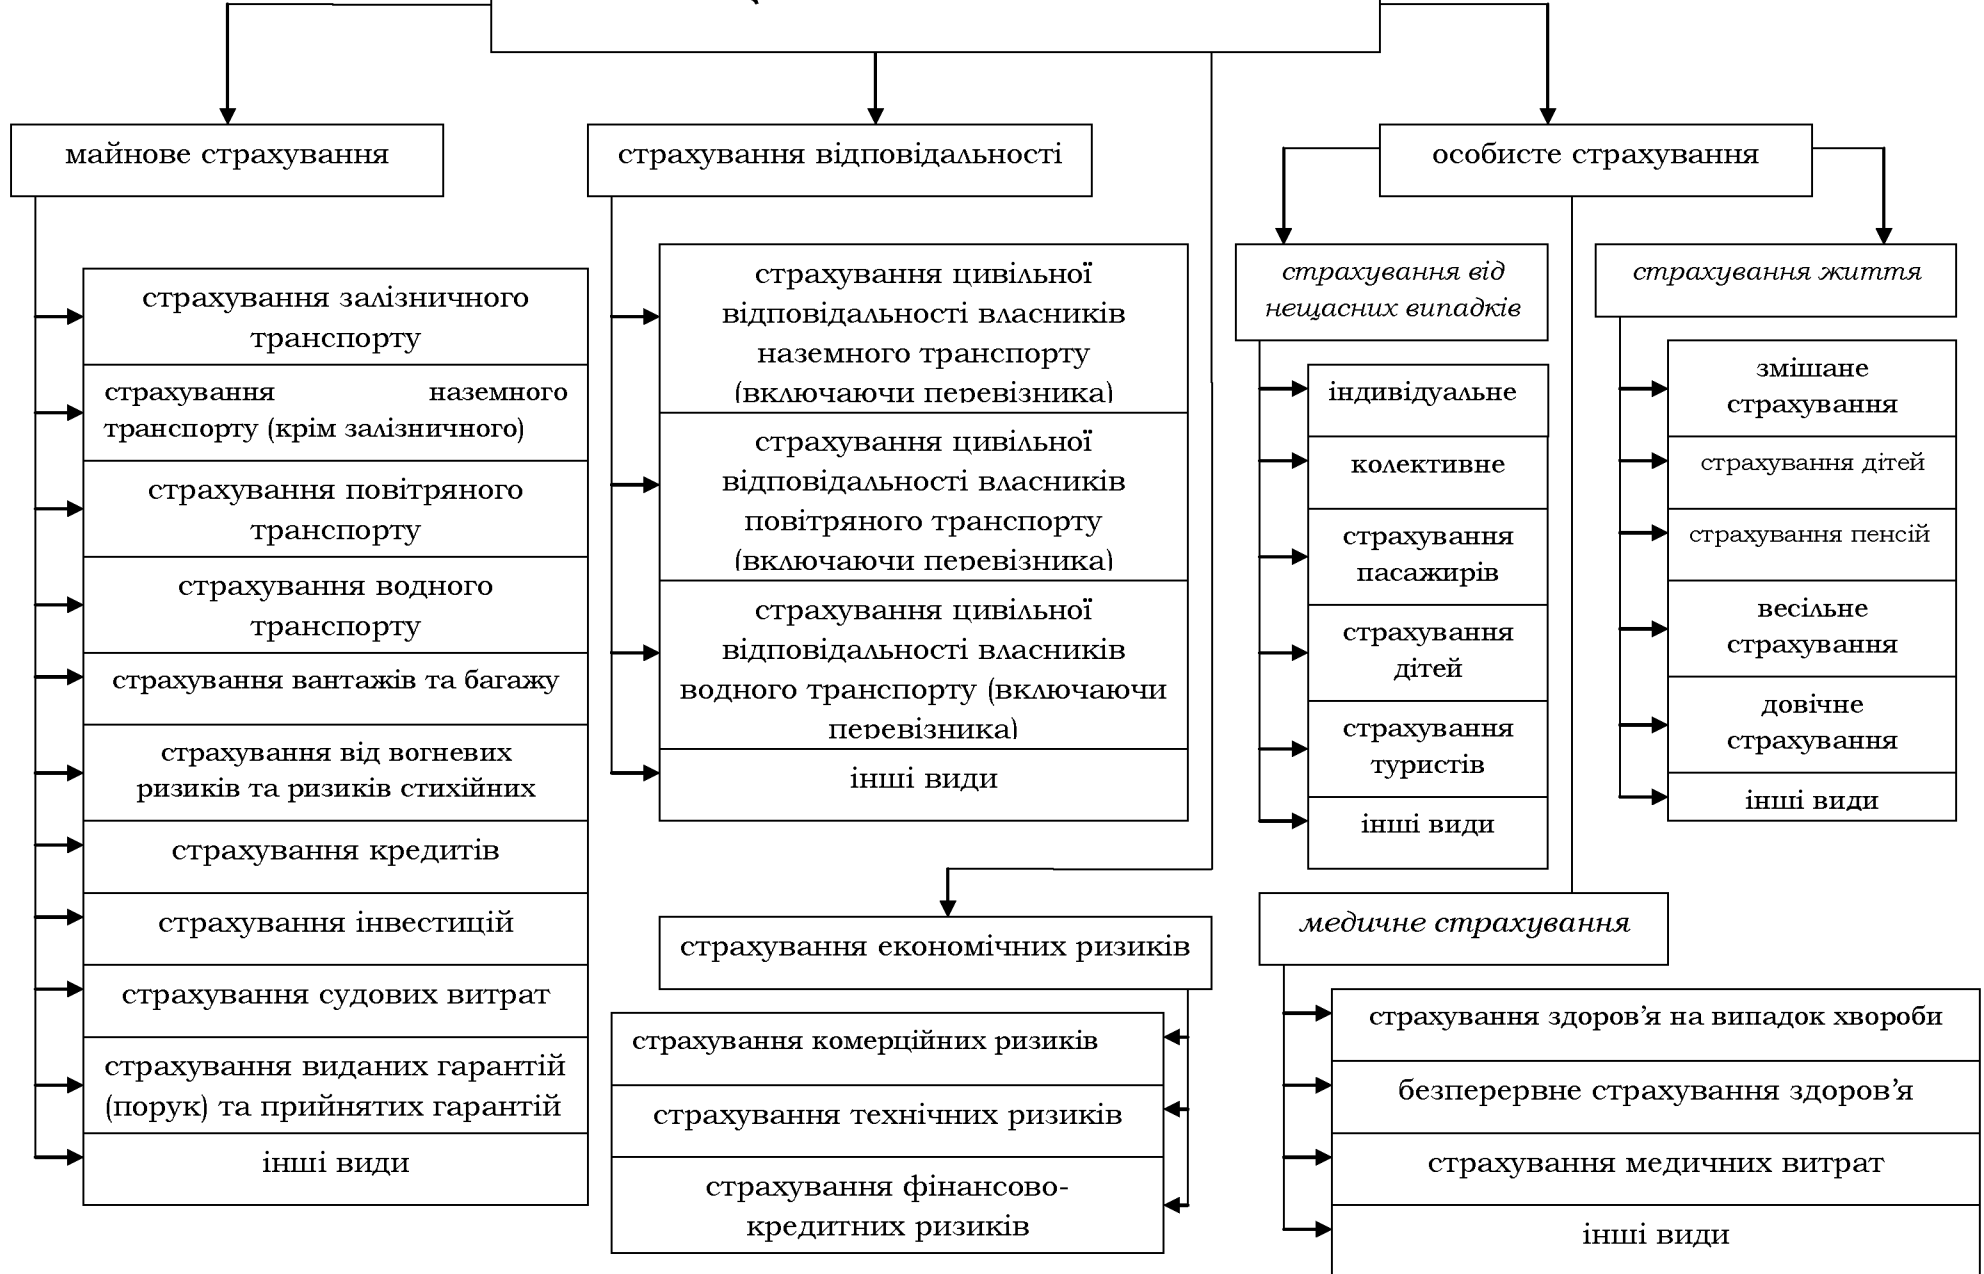 майнове страхування
страхування залізничного
транспорту
страхування наземного
транспорту (крім залізничного)
страхування повітряного
транспорту
страхування водного
транспорту
страхування вантажів та багажу
страхування від вогневих
ризиків та ризиків стихійних
страхування кредитів
страхування інвестицій
страхування судових витрат
страхування виданих гарантій
(порук) та прийнятих гарантій
інші види
страхування відповідальності
страхування цивільної
відповідальності власників
наземного транспорту
(включаючи перевізника)
страхування цивільної
відповідальності власників
повітряного транспорту
(включаючи перевізника)
страхування цивільної
відповідальності власників
водного транспорту (включаючи
перевізника)
інші види
страхування економічних ризиків
страхування комерційних ризиків
страхування технічних ризиків
страхування фінансово-
кредитних ризиків
особисте страхування
страхування від
нещасних випадків
індивідуальне
колективне
страхування
пасажирів
страхування
дітей
страхування
туристів
інші види
страхування життя
змішане
страхування
страхування дітей
страхування пенсій
весільне
страхування
довічне
страхування
інші види
медичне страхування
страхування здоров’я на випадок хвороби
безперервне страхування здоров’я
страхування медичних витрат
інші види